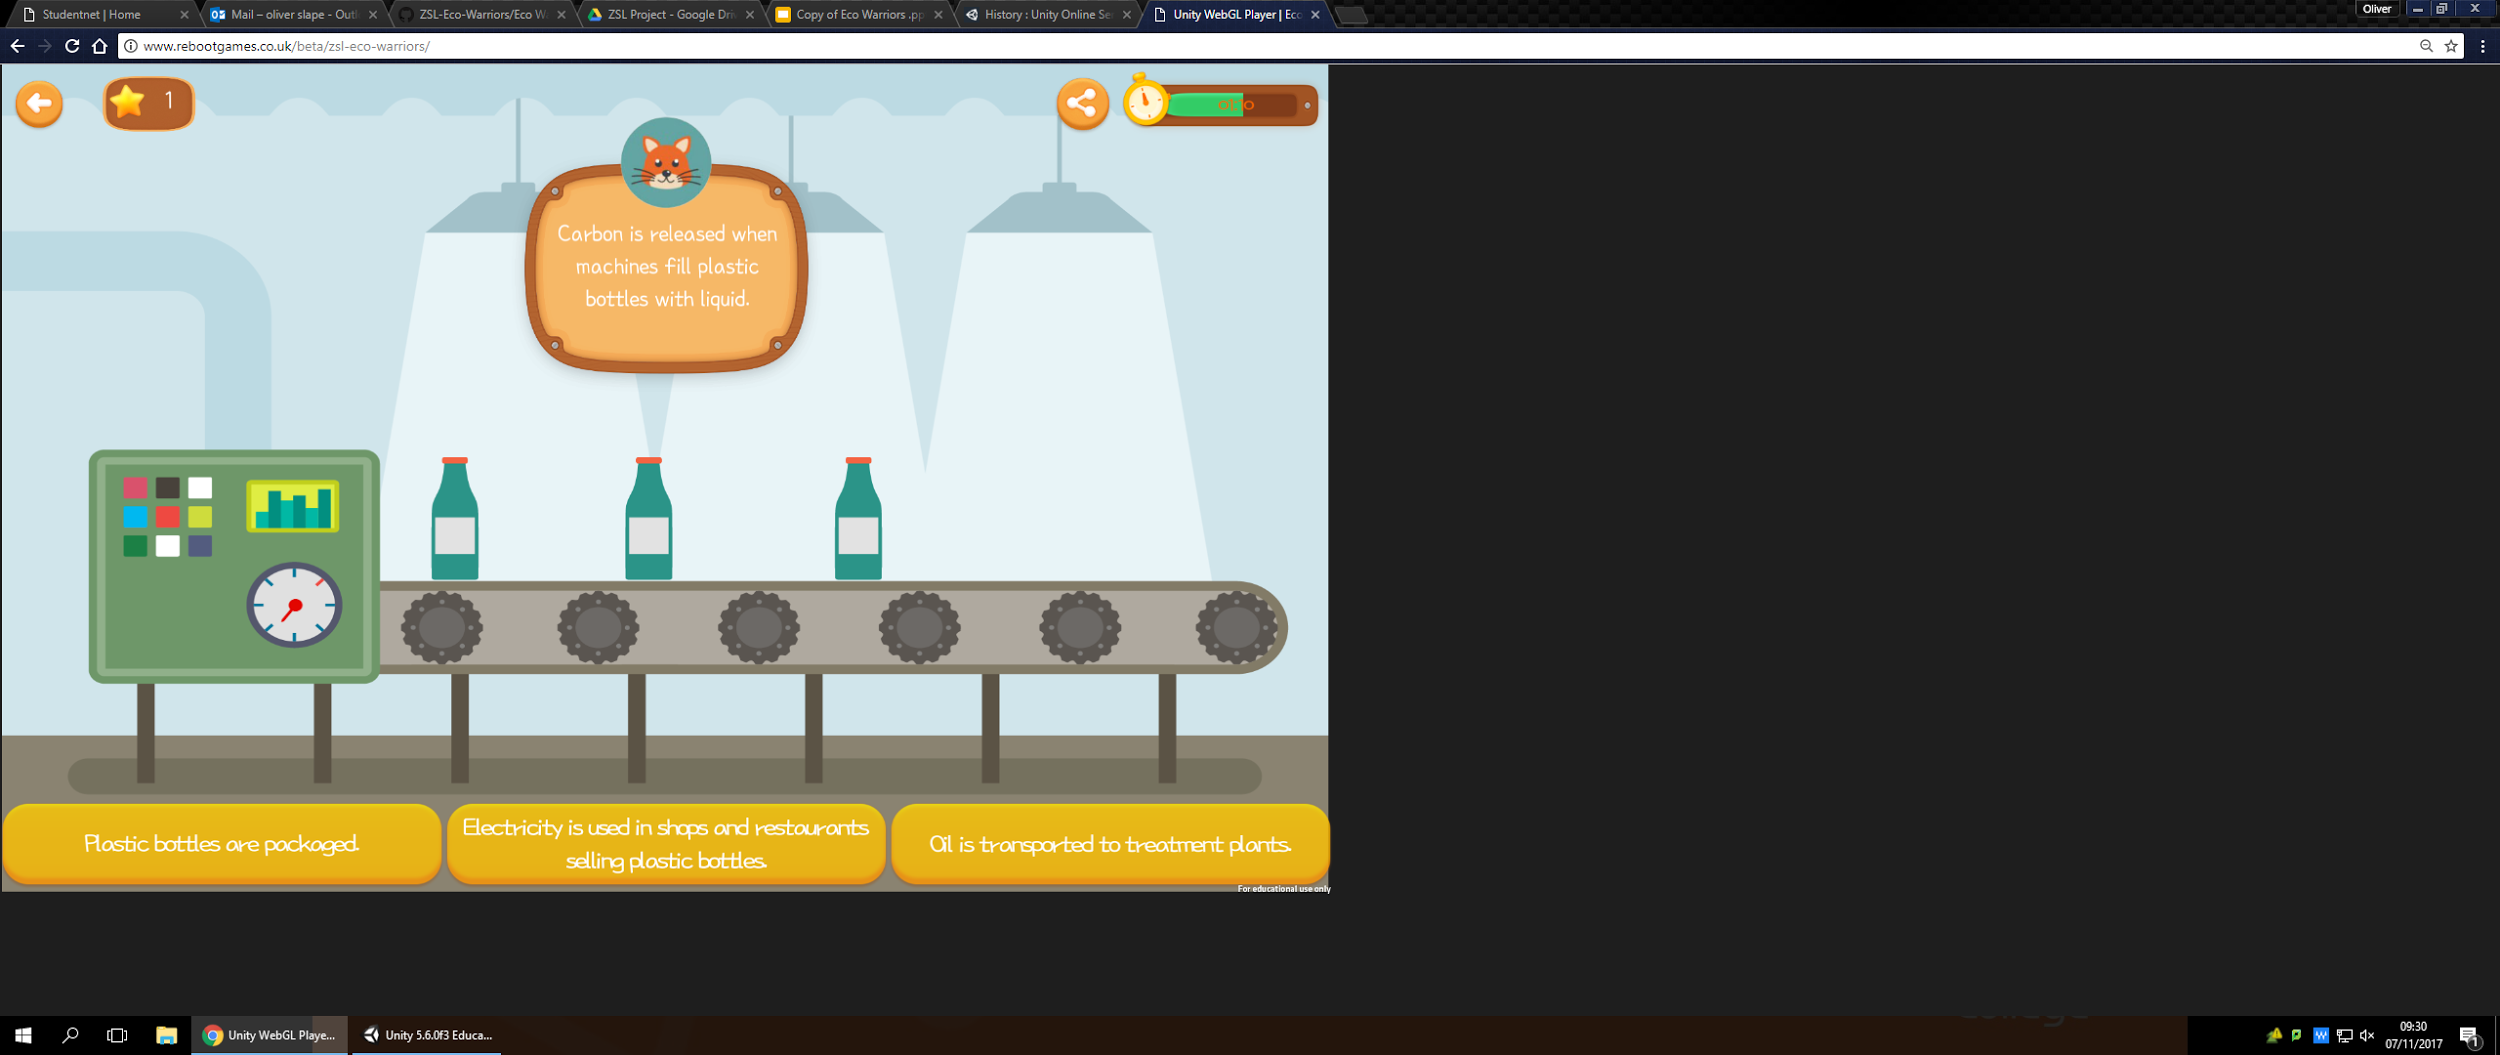 Studentnet | Home
Mail – oliver slape - Outl
ZSL-Eco-Warriors/Eco W
ZSL Project - Google Dri
Copy of Eco Warriors .pp
History : Unity Online Se
Unity WebGL Player | Eco
Oliver
www.rebootgames.co.uk/beta/zsl-eco-warriors/
1
Carbon is released when
machines fill plastic
bottles with liquid.
Plastic bottles are packaged.
Electricity is used in shops and restaurants
selling plastic bottles.
Oil is transported to treatment plants.
For educational use only
Unity WebGL Playe...
Unity 5.6.0f3 Educa...
09:30
07/11/2017
1